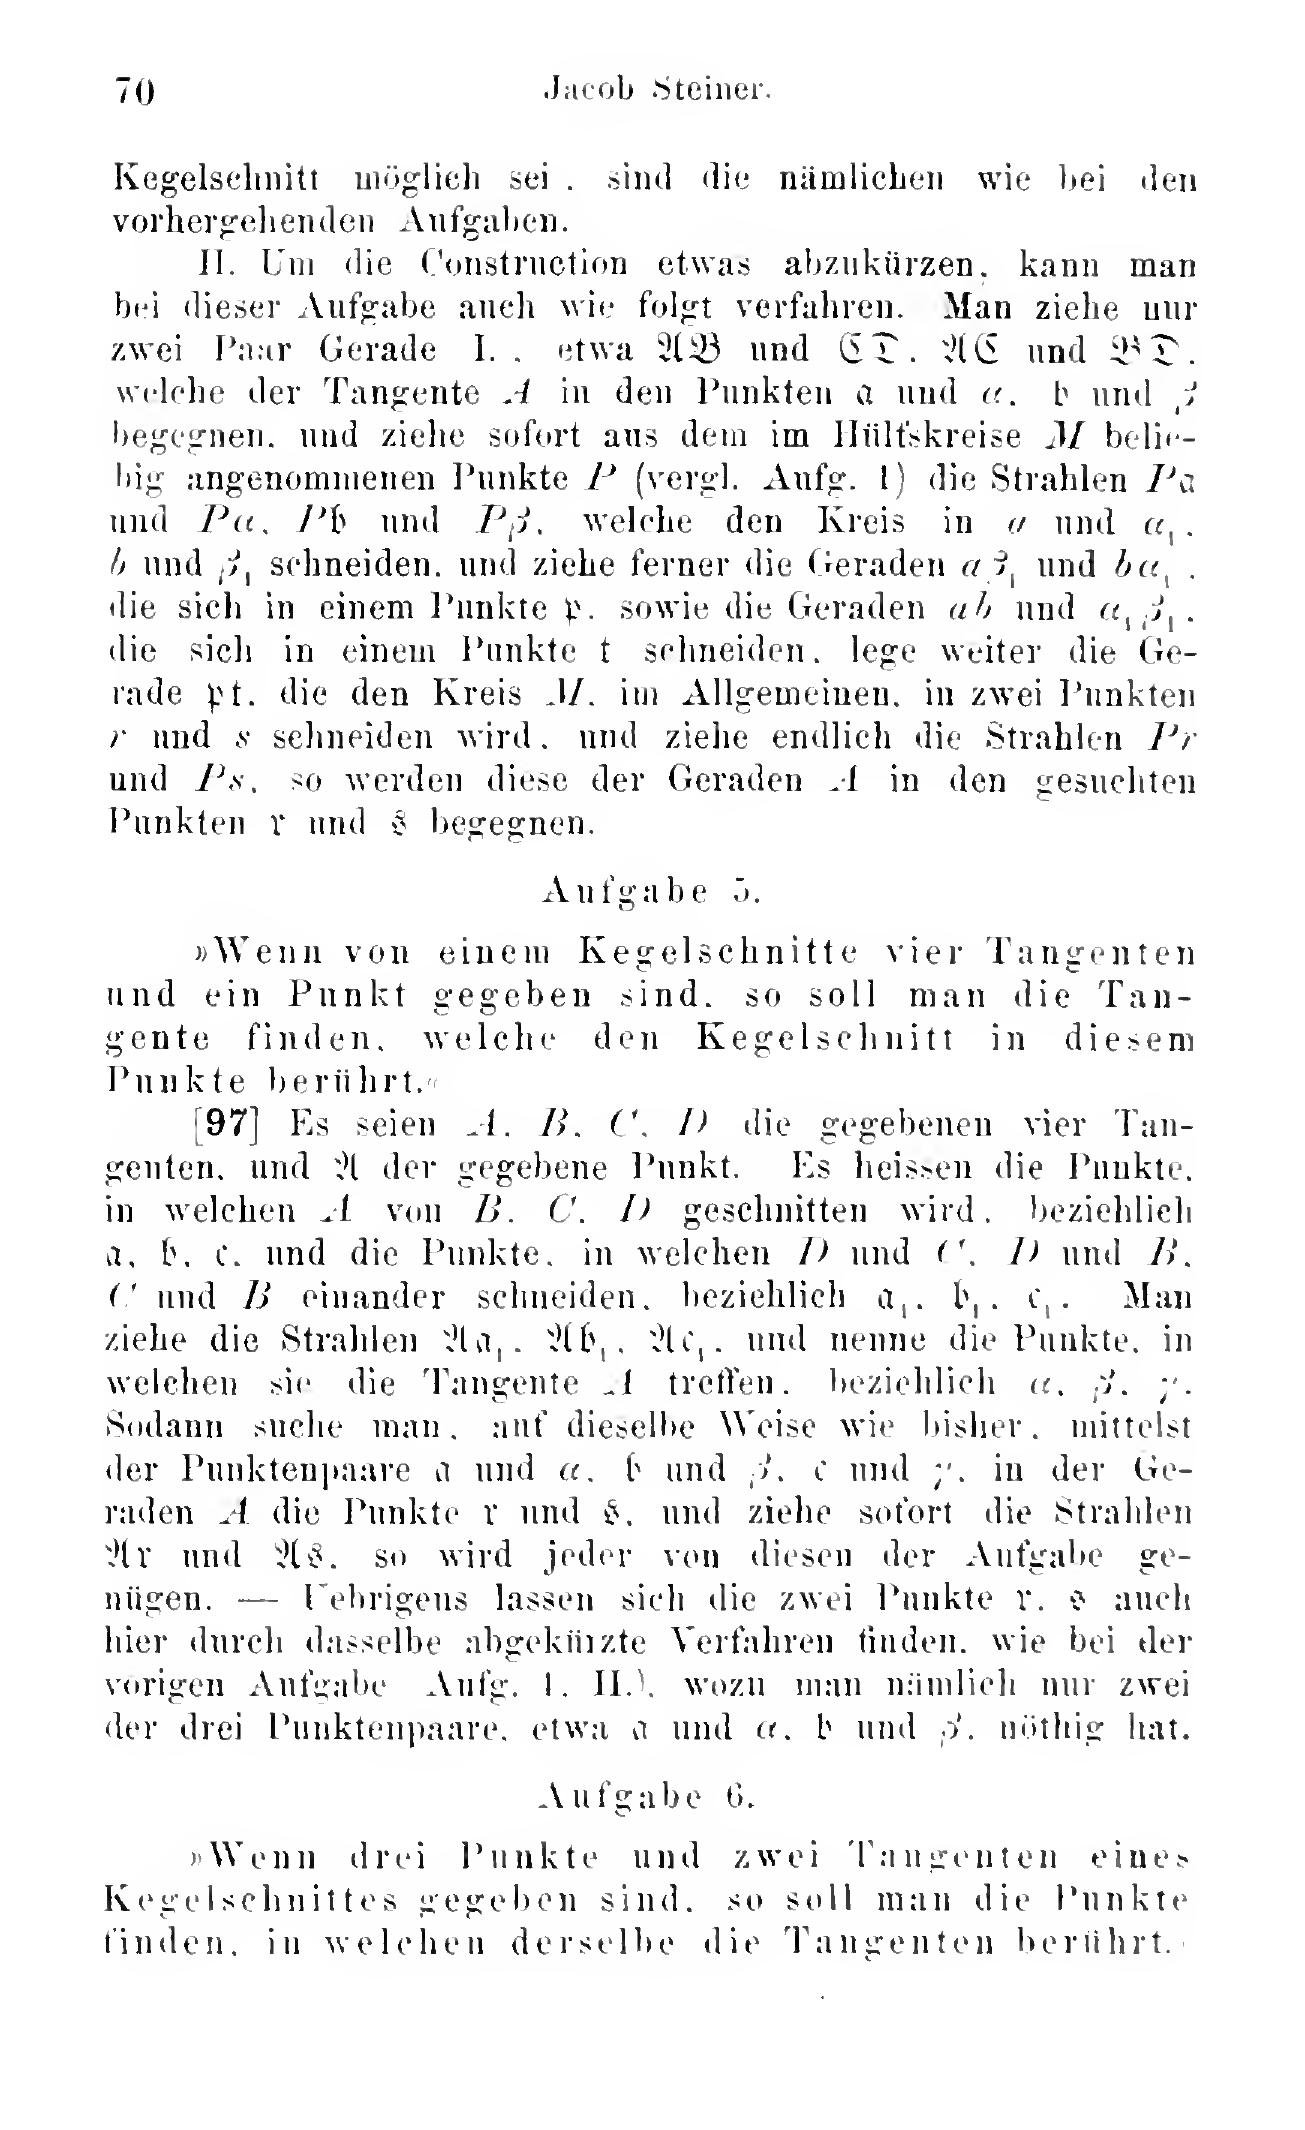 70 Jacob Steiner.
Kegelschnitt möglich sei, sind die nämlichen wie bei den
vorhergehenden Aufgaben.
II. Um die Construction etwas abzukürzen, kann man
bei dieser Aufgabe auch wie folgt verfahren. Man ziehe nur
zwei Paar Gerade I., etwa 𝔄𝔅 und ℭ𝔇, 𝔄ℭ und 𝔅𝔇,
welche der Tangente A in den Punkten 𝔞 und α, 𝔟 und β
begegnen, und ziehe sofort aus dem im Hülfskreise M belie-
big angenommenen Punkte P (vergl. Aufg. 1) die Strahlen P𝔞
und Pα, P𝔟 und Pβ, welche den Kreis in a und α₁,
b und β₁ schneiden, und ziehe ferner die Geraden aβ₁ und bα₁,
die sich in einem Punkte 𝔭, sowie die Geraden ab und α₁β₁,
die sich in einem Punkte 𝔱 schneiden, lege weiter die Ge-
rade 𝔭𝔱, die den Kreis M, im Allgemeinen, in zwei Punkten
r und s schneiden wird, und ziehe endlich die Strahlen Pr
und Ps, so werden diese der Geraden A in den gesuchten
Punkten 𝔯 und 𝔰 begegnen.
Aufgabe 5.
»Wenn von einem Kegelschnitte vier Tangenten
und ein Punkt gegeben sind, so soll man die Tan-
gente finden, welche den Kegelschnitt in diesem
Punkte berührt.«
[97] Es seien A, B, C, D die gegebenen vier Tan-
genten, und 𝔄 der gegebene Punkt. Es heissen die Punkte,
in welchen A von B, C, D geschnitten wird, beziehlich
𝔞, 𝔟, 𝔠, und die Punkte, in welchen D und C, D und B,
C und B einander schneiden, beziehlich 𝔞₁, 𝔟₁, 𝔠₁. Man
ziehe die Strahlen 𝔄𝔞₁, 𝔄𝔟₁, 𝔄𝔠₁, und nenne die Punkte, in
welchen sie die Tangente A treffen, beziehlich α, β, γ.
Sodann suche man, auf dieselbe Weise wie bisher, mittelst
der Punktenpaare 𝔞 und α, 𝔟 und β, 𝔠 und γ, in der Ge-
raden A die Punkte 𝔯 und 𝔰, und ziehe sofort die Strahlen
𝔄𝔯 und 𝔄𝔰, so wird jeder von diesen der Aufgabe ge-
nügen. — Uebrigens lassen sich die zwei Punkte 𝔯, 𝔰 auch
hier durch dasselbe abgekürzte Verfahren finden, wie bei der
vorigen Aufgabe Aufg. 4. II.), wozu man nämlich nur zwei
der drei Punktenpaare, etwa 𝔞 und α, 𝔟 und β, nöthig hat.
Aufgabe 6.
»Wenn drei Punkte und zwei Tangenten eines
Kegelschnittes gegeben sind, so soll man die Punkte
finden, in welchen derselbe die Tangenten berührt.